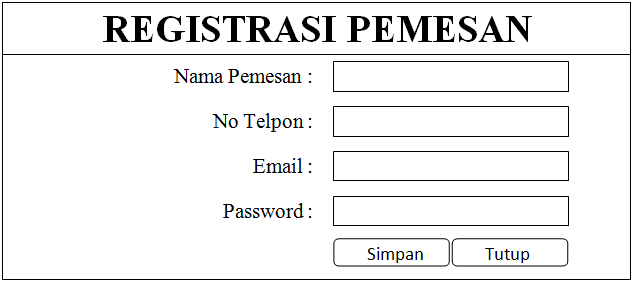 REGISTRASI PEMESAN
Nama Pemesan :
No Telpon :
Email :
Password :
Simpan Tutup